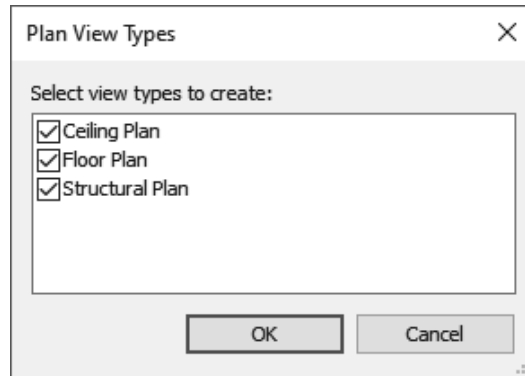 Plan View Types
Select view types to create:
Ceiling Plan
Floor Plan
Structural Plan
OK Cancel